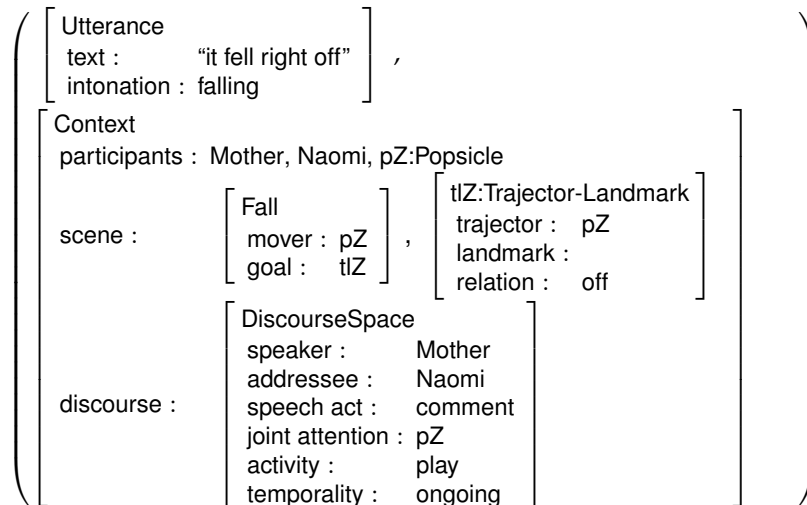 Utterance
text : “it fell right off” ,
intonation : falling
Context
participants : Mother, Naomi, pZ:Popsicle
scene :
Fall
mover : pZ
goal : tlZ
,
tlZ:Trajector-Landmark
trajector : pZ
landmark :
relation : off
discourse :
DiscourseSpace
speaker : Mother
addressee : Naomi
speech act : comment
joint attention : pZ
activity : play
temporality : ongoing